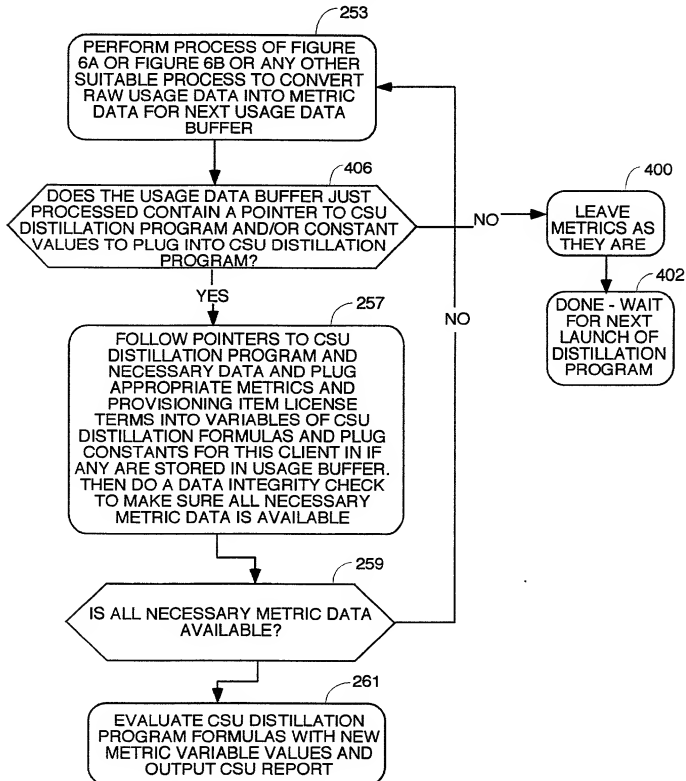 253
PERFORM PROCESS OF FIGURE
6A OR FIGURE 6B OR ANY OTHER
SUITABLE PROCESS TO CONVERT
RAW USAGE DATA INTO METRIC
DATA FOR NEXT USAGE DATA
BUFFER
406
DOES THE USAGE DATA BUFFER JUST
PROCESSED CONTAIN A POINTER TO CSU
DISTILLATION PROGRAM AND/OR CONSTANT
VALUES TO PLUG INTO CSU DISTILLATION
PROGRAM?
NO
400
LEAVE
METRICS AS
THEY ARE
402
DONE - WAIT
FOR NEXT
LAUNCH OF
DISTILLATION
PROGRAM
YES
257
NO
FOLLOW POINTERS TO CSU
DISTILLATION PROGRAM AND
NECESSARY DATA AND PLUG
APPROPRIATE METRICS AND
PROVISIONING ITEM LICENSE
TERMS INTO VARIABLES OF CSU
DISTILLATION FORMULAS AND PLUG
CONSTANTS FOR THIS CLIENT IN IF
ANY ARE STORED IN USAGE BUFFER.
THEN DO A DATA INTEGRITY CHECK
TO MAKE SURE ALL NECESSARY
METRIC DATA IS AVAILABLE
259
IS ALL NECESSARY METRIC DATA
AVAILABLE?
261
EVALUATE CSU DISTILLATION
PROGRAM FORMULAS WITH NEW
METRIC VARIABLE VALUES AND
OUTPUT CSU REPORT